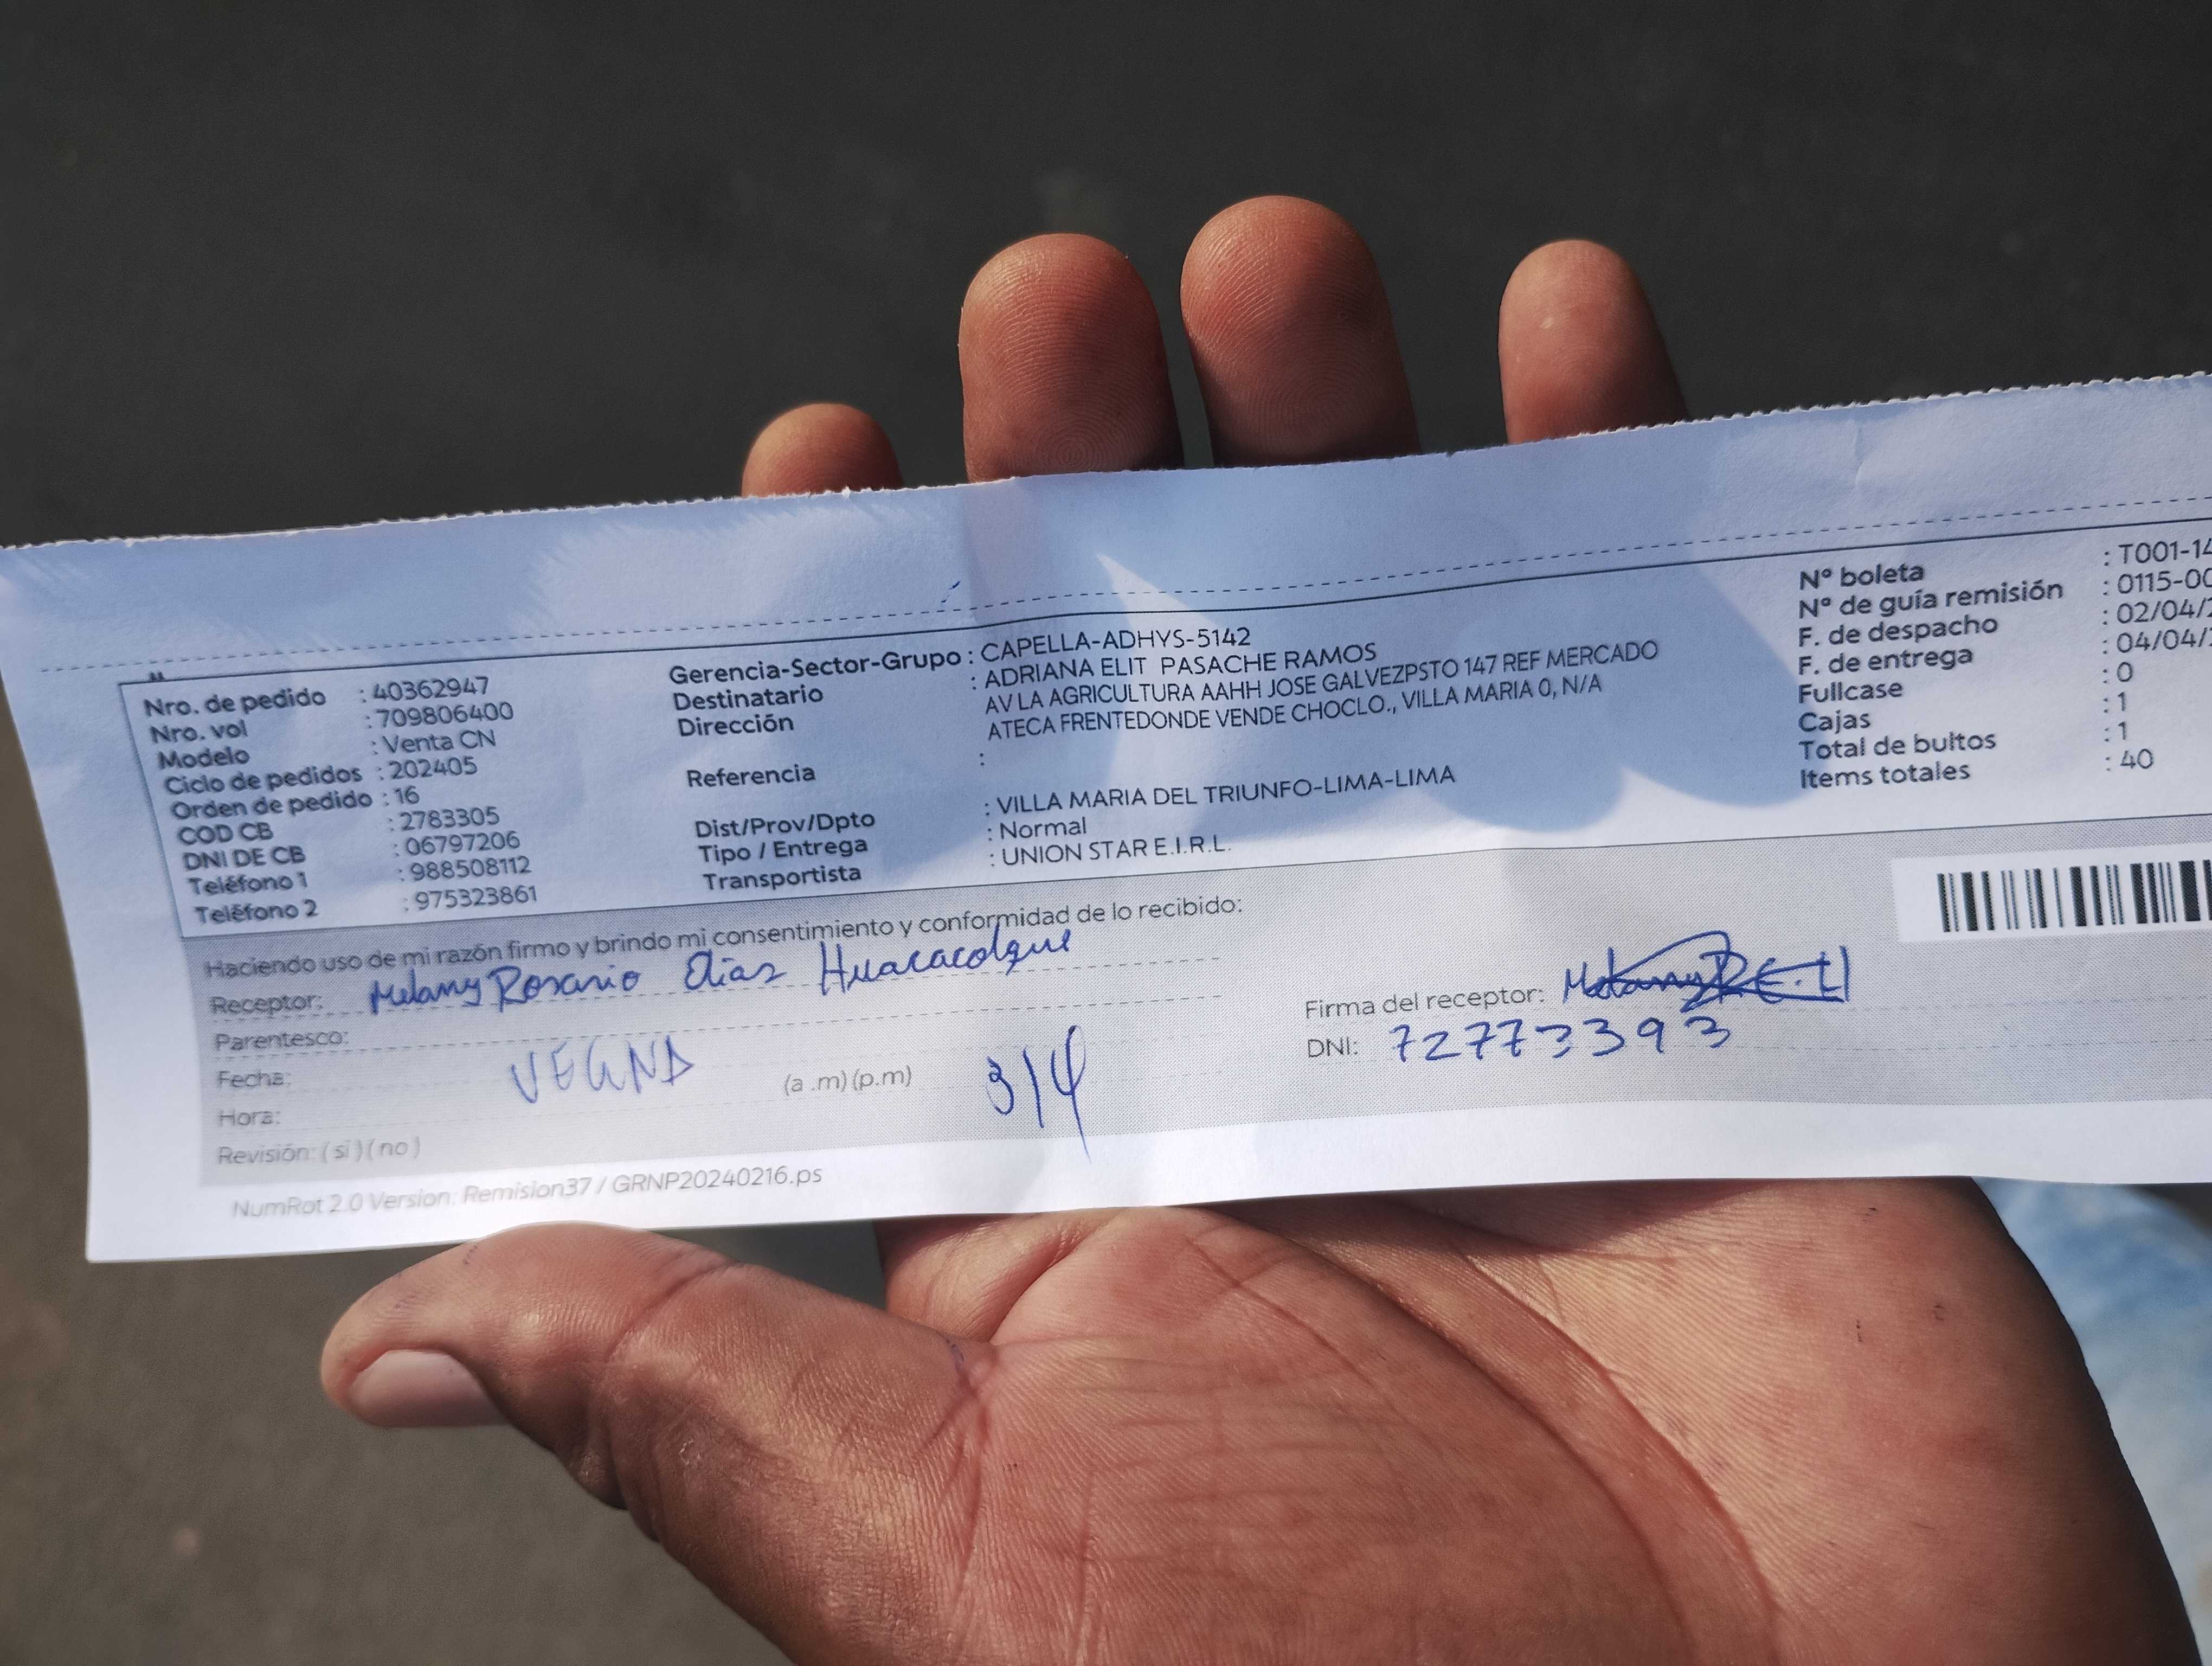 Nro. de pedido : 40362947
Nro. vol : 709806400
Modelo : Venta CN
Ciclo de pedidos : 202405
Orden de pedido : 16
COD CB : 2783305
DNI DE CB : 06797206
Teléfono 1 : 988508112
Teléfono 2 : 975323861
Gerencia-Sector-Grupo : CAPELLA-ADHYS-5142
Destinatario : ADRIANA ELIT PASACHE RAMOS
Dirección AV LA AGRICULTURA AAHH JOSE GALVEZPSTO 147 REF MERCADO
ATECA FRENTEDONDE VENDE CHOCLO., VILLA MARIA 0, N/A
Referencia :
Dist/Prov/Dpto : VILLA MARIA DEL TRIUNFO-LIMA-LIMA
Tipo / Entrega : Normal
Transportista : UNION STAR E.I.R.L.
Nº boleta : T001-14
Nº de guía remisión : 0115-00
F. de despacho : 02/04/2
F. de entrega : 04/04/2
Fullcase : 0
Cajas : 1
Total de bultos : 1
Items totales : 40
Haciendo uso de mi razón firmo y brindo mi consentimiento y conformidad de lo recibido:
Receptor: Melany Rosario Elias Huacacolque
Parentesco:
Fecha:
Hora: (a .m) (p.m) 3/4
Revisión: ( si ) ( no )
Firma del receptor: Melany R E. H
DNI: 72773393
NumRot 2.0 Version: Remision37 / GRNP20240216.ps